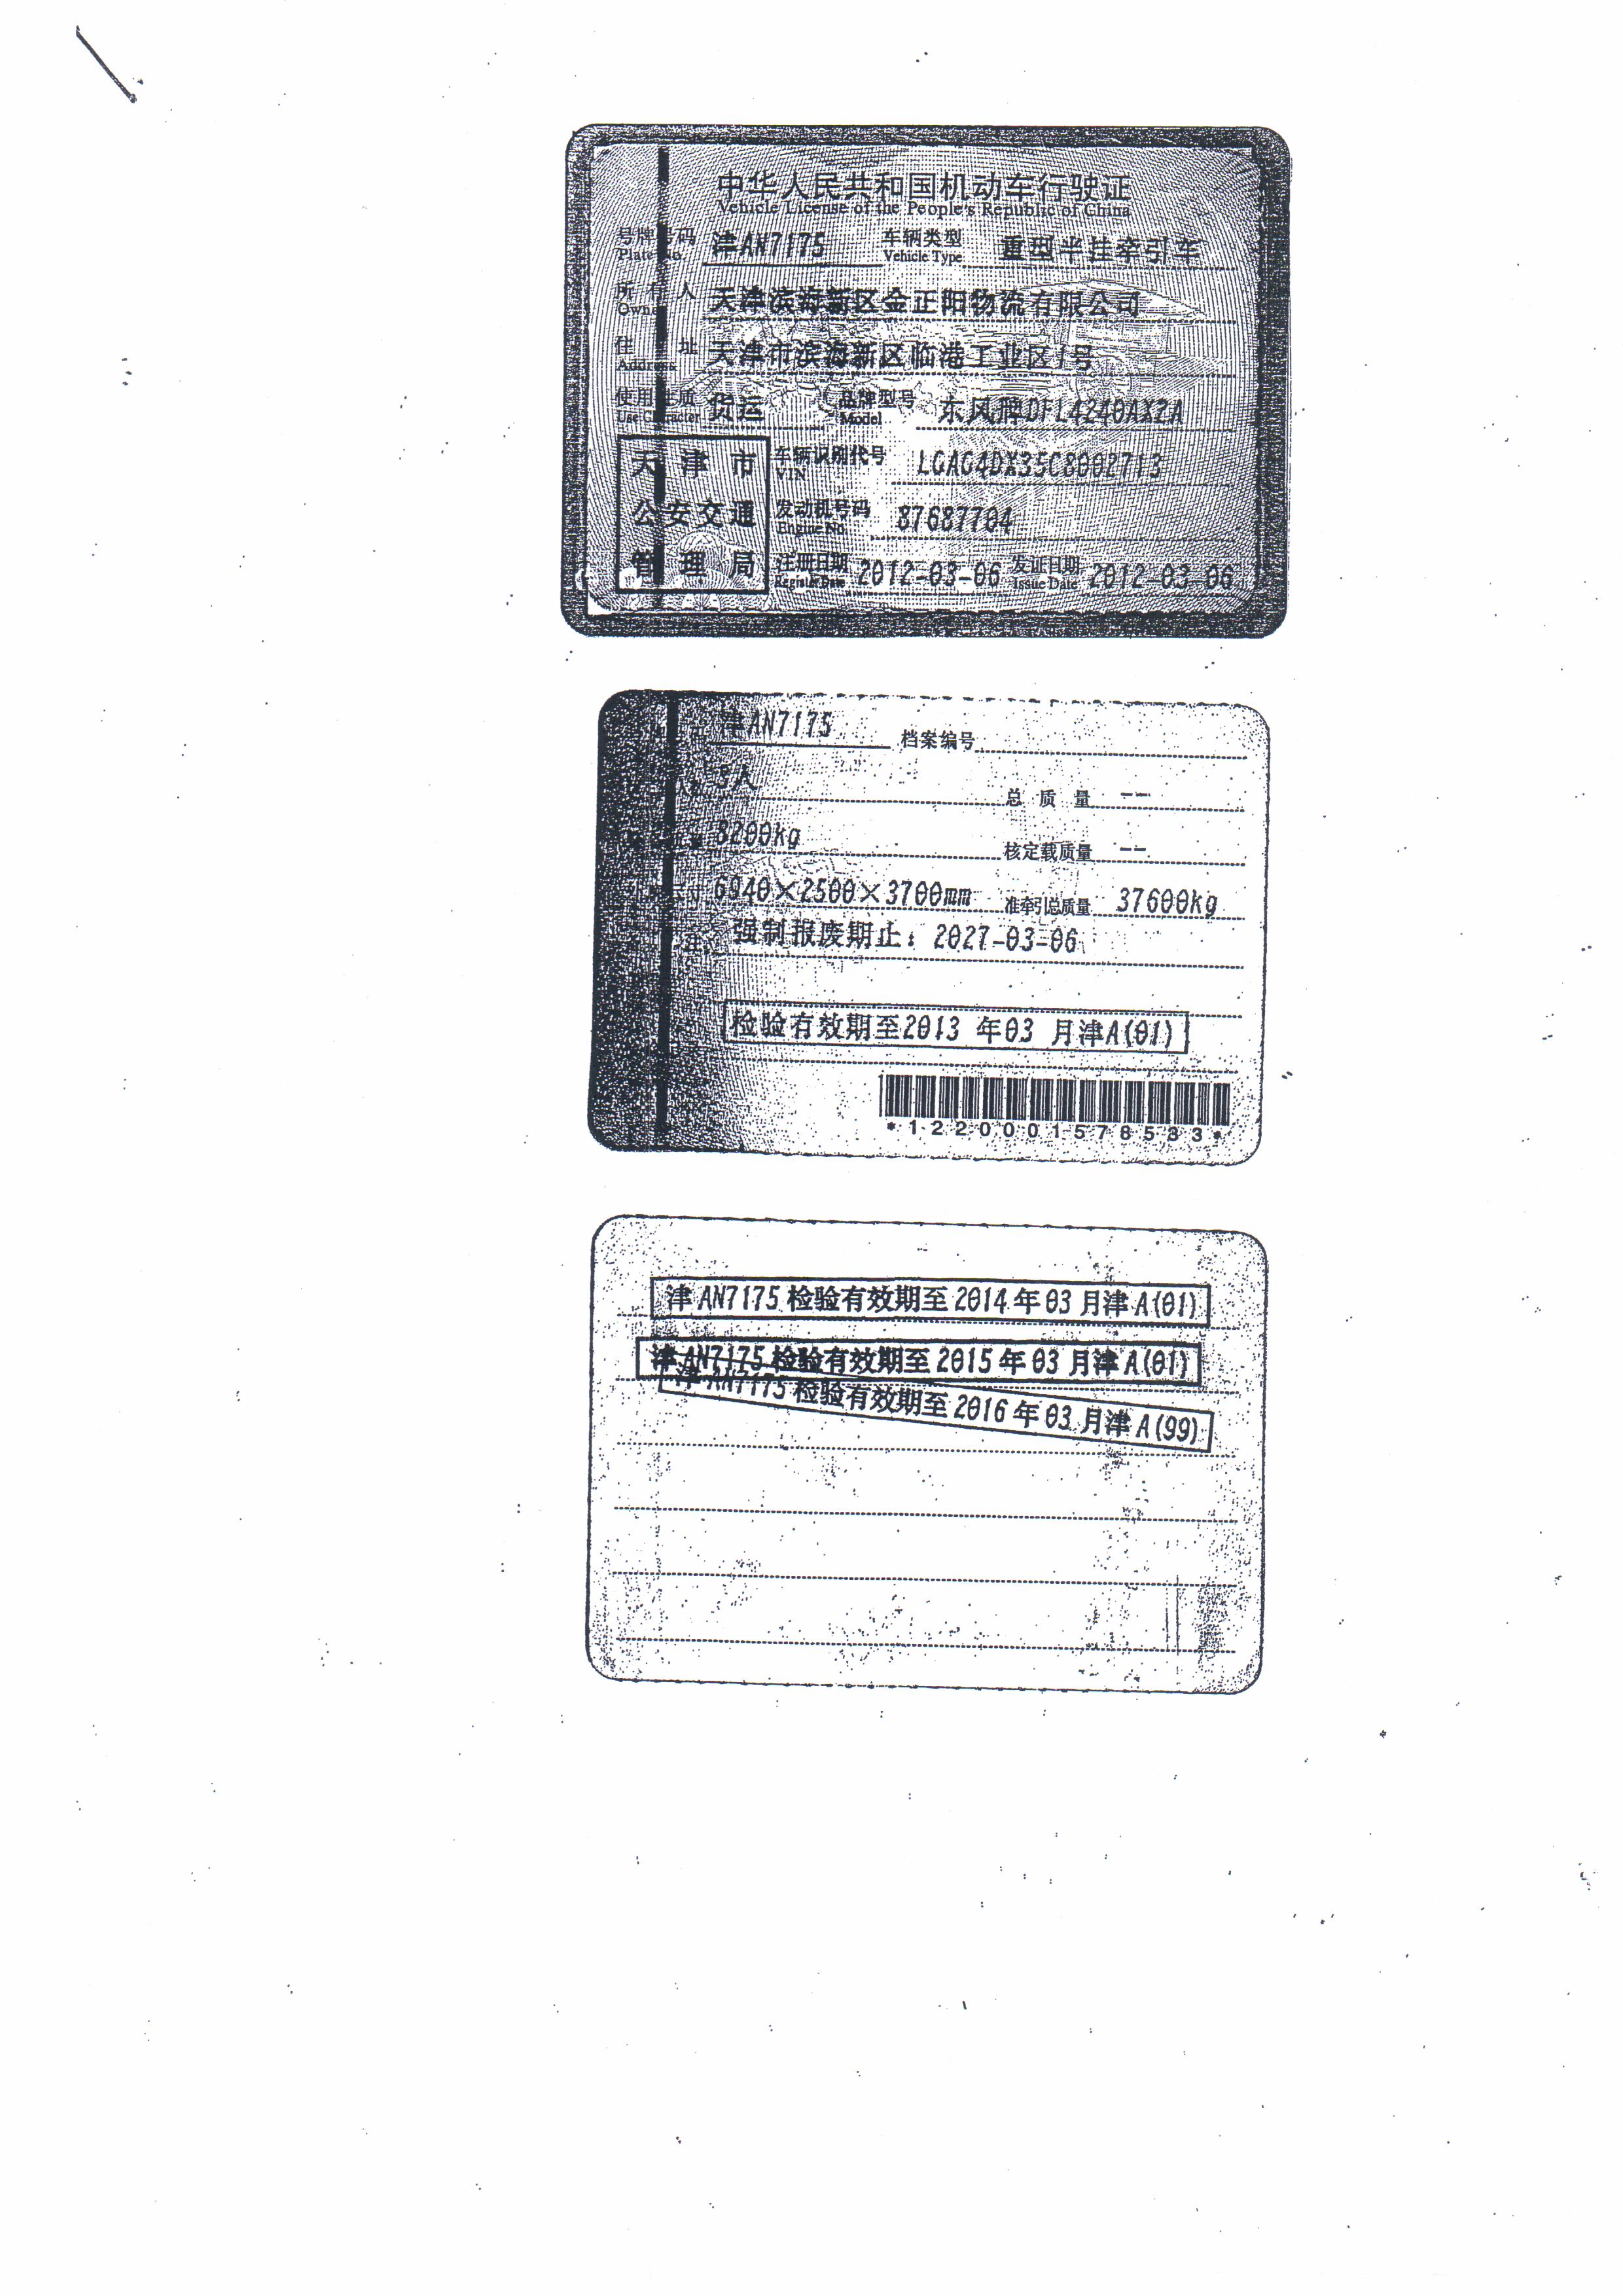 中华人民共和国机动车行驶证
Vehicle License of the People's Republic of China
号牌号码 津AN7175 车辆类型 重型半挂牵引车
Plate No. Vehicle Type
所有人 天津滨海新区金正阳物流有限公司
Owner
住址 天津市滨海新区临港工业区1号
Address
使用性质 货运 品牌型号 东风牌DFL4240AX2A
Use Character Model
天津市 车辆识别代号 LGAG4DX35C8002713
VIN
公安交通 发动机号码 87687704
Engine No.
管理局 注册日期 2012-03-06 发证日期 2012-03-06
Register Date Issue Date
津AN7175 档案编号
3人 总质量 --
8200kg 核定载质量 --
6940×2500×3700mm 准牵引总质量 37600kg
强制报废期止：2027-03-06
检验有效期至2013 年03 月津A(01)
*1220001578533*
津AN7175检验有效期至2014年03月津A(01)
津AN7175检验有效期至2015年03月津A(01)
津AN7175检验有效期至2016年03月津A(99)